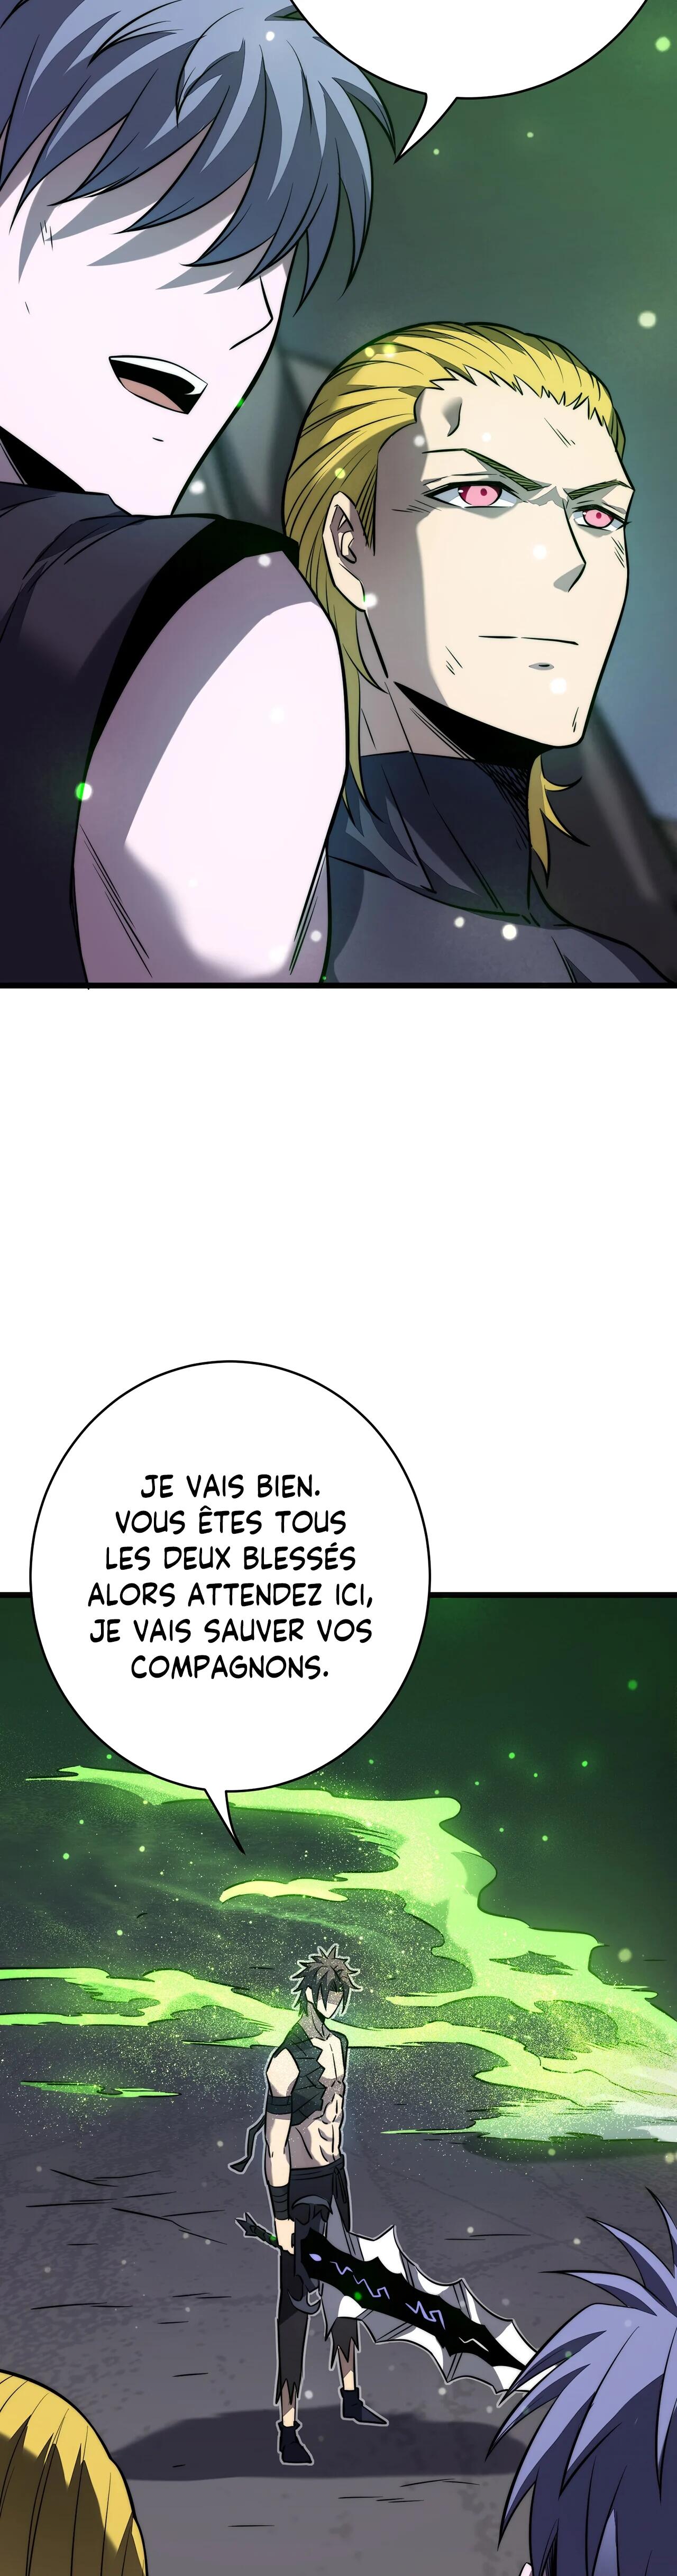 JE VAIS BIEN.
VOUS ÊTES TOUS
LES DEUX BLESSÉS
ALORS ATTENDEZ ICI,
JE VAIS SAUVER VOS
COMPAGNONS.